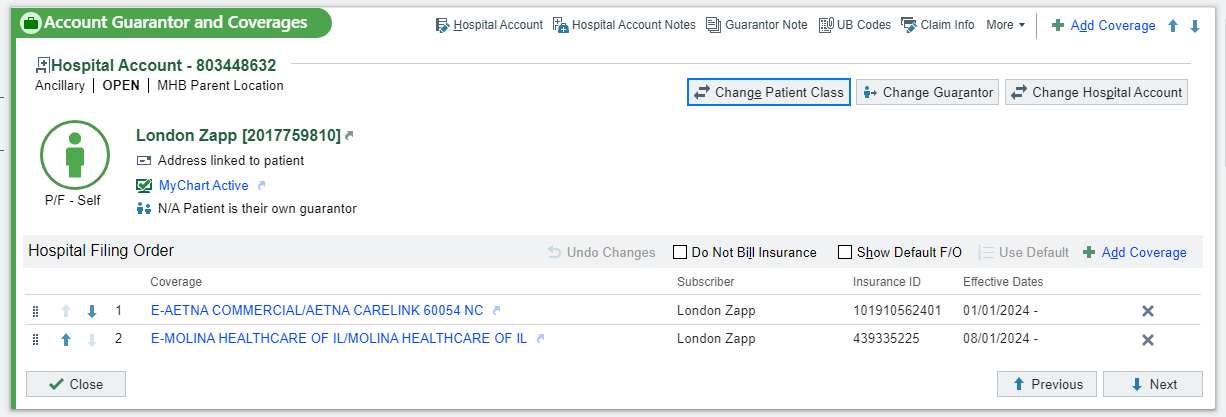 Account Guarantor and Coverages
Hospital Account Hospital Account Notes Guarantor Note UB Codes Claim Info More Add Coverage
Hospital Account - 803448632
Ancillary OPEN MHB Parent Location
Change Patient Class Change Guarantor Change Hospital Account
London Zapp [2017759810]
Address linked to patient
MyChart Active
P/F - Self
N/A Patient is their own guarantor
Hospital Filing Order Undo Changes Do Not Bill Insurance Show Default F/O Use Default Add Coverage
Coverage Subscriber Insurance ID Effective Dates
1 E-AETNA COMMERCIAL/AETNA CARELINK 60054 NC London Zapp 101910562401 01/01/2024 -
2 E-MOLINA HEALTHCARE OF IL/MOLINA HEALTHCARE OF IL London Zapp 439335225 08/01/2024 -
Close Previous Next